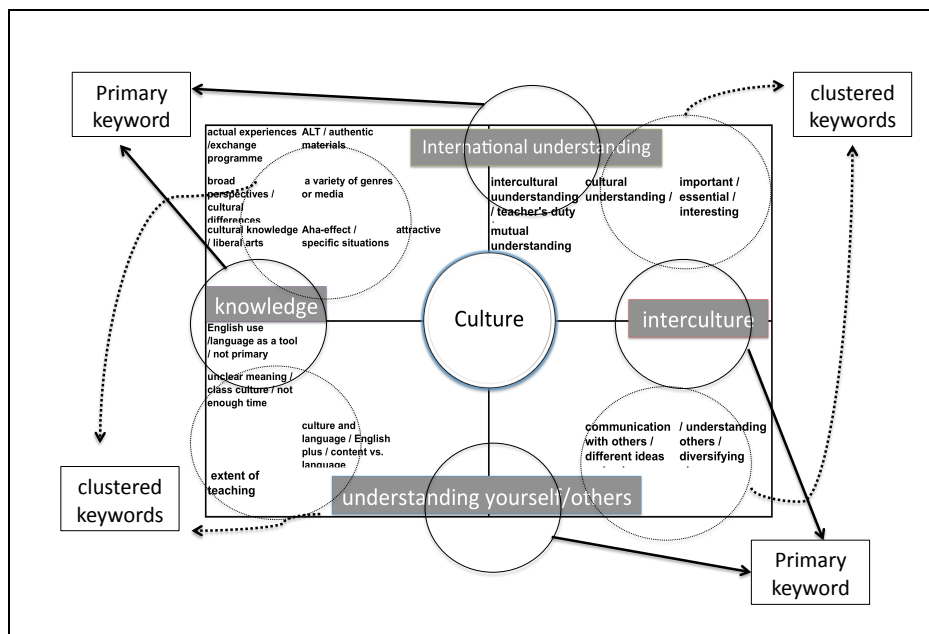 Primary
keyword
clustered
keywords
actual experiences
/exchange
programme
ALT / authentic
materials
International understanding
broad
perspectives /
cultural
differences
a variety of genres
or media
intercultural
uunderstanding
/ teacher's duty
cultural
understanding /
important /
essential /
interesting
cultural knowledge
/ liberal arts
Aha-effect /
specific situations
attractive
mutual
understanding
knowledge
Culture
interculture
English use
/language as a tool
/ not primary
unclear meaning /
class culture / not
enough time
culture and
language / English
plus / content vs.
language
communication
with others /
different ideas
/ understanding
others /
diversifying
extent of
teaching
understanding yourself/others
clustered
keywords
Primary
keyword